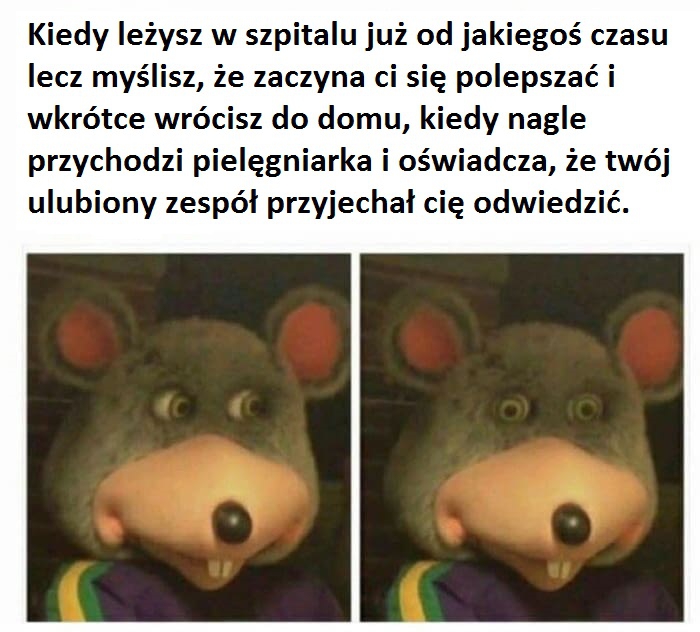 Kiedy leżysz w szpitalu już od jakiegoś czasu
lecz myślisz, że zaczyna ci się polepszać i
wkrótce wrócisz do domu, kiedy nagle
przychodzi pielęgniarka i oświadcza, że twój
ulubiony zespół przyjechał cię odwiedzić.